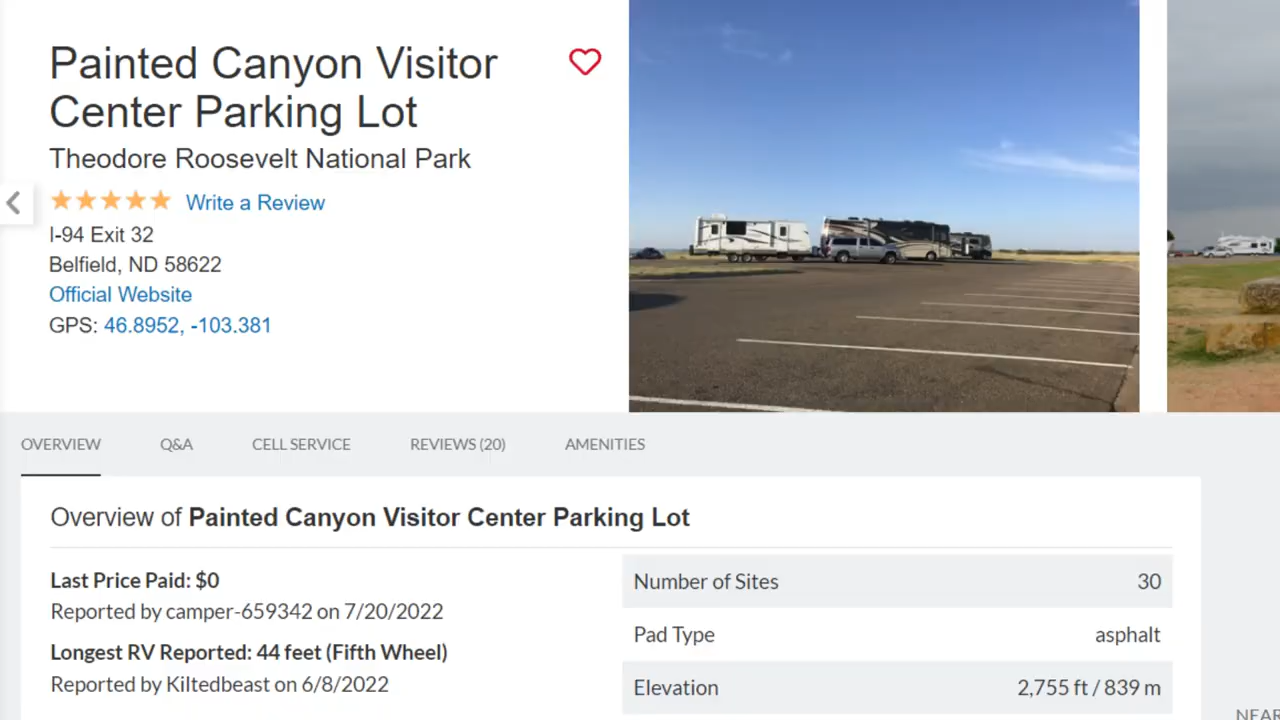 Painted Canyon Visitor
Center Parking Lot
Theodore Roosevelt National Park
Write a Review
I-94 Exit 32
Belfield, ND 58622
Official Website
GPS: 46.8952, -103.381
OVERVIEW Q&A CELL SERVICE REVIEWS (20) AMENITIES
Overview of Painted Canyon Visitor Center Parking Lot
Last Price Paid: $0
Reported by camper-659342 on 7/20/2022
Longest RV Reported: 44 feet (Fifth Wheel)
Reported by Kiltedbeast on 6/8/2022
Number of Sites 30
Pad Type asphalt
Elevation 2,755 ft / 839 m